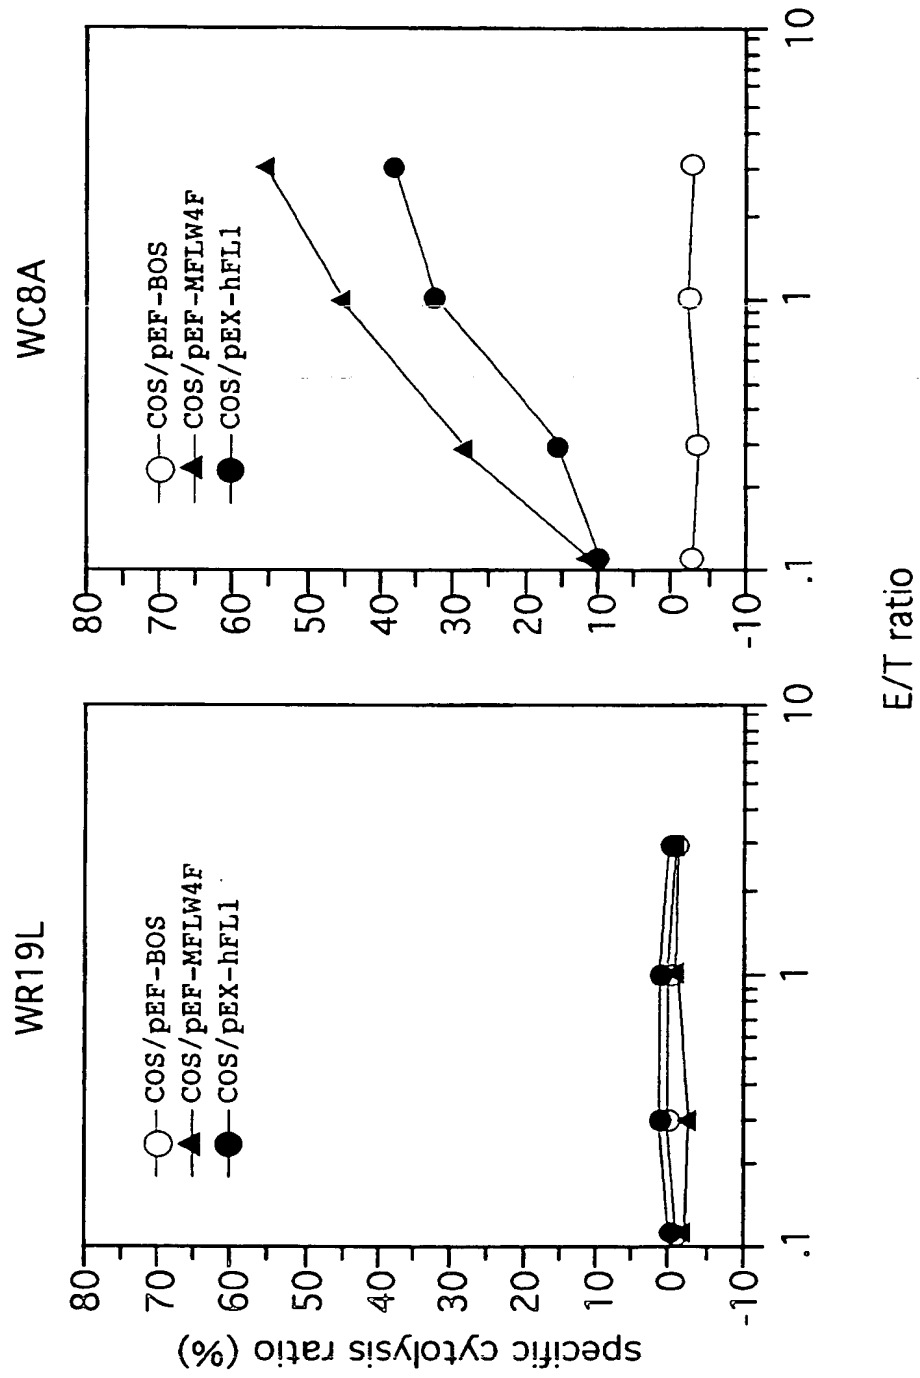 WR19L
COS/pEF-BOS
COS/pEF-MFLW4F
COS/pEX-hFL1
specific cytolysis ratio (%)
80
70
60
50
40
30
20
10
0
-10
.1
1
10
WC8A
COS/pEF-BOS
COS/pEF-MFLW4F
COS/pEX-hFL1
80
70
60
50
40
30
20
10
0
-10
.1
1
10
E/T ratio